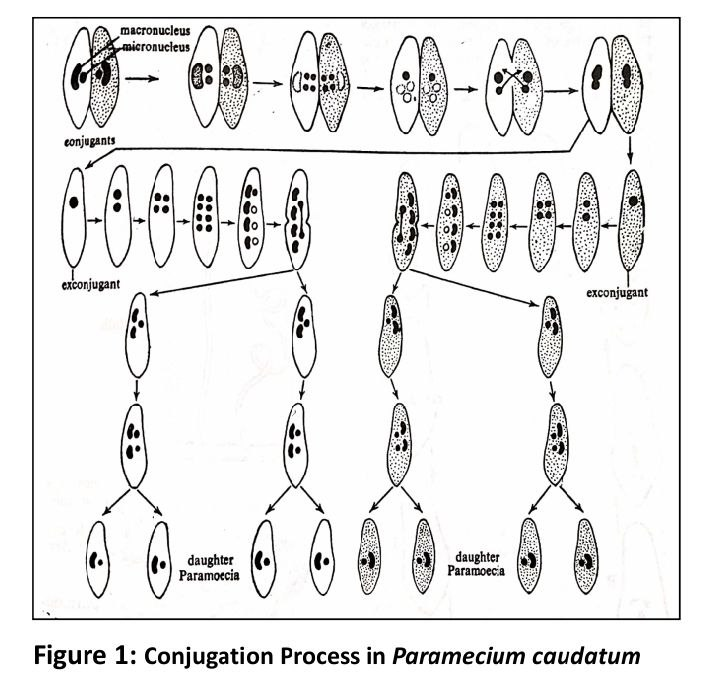 macronucleus
micronucleus
conjugants
exconjugant
exconjugant
daughter
Paramoecia
daughter
Paramoecia
Figure 1: Conjugation Process in Paramecium caudatum